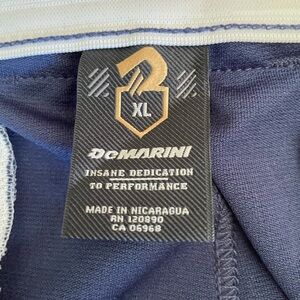 XL
DeMARINI
INSANE DEDICATION
TO PERFORMANCE
MADE IN NICARAGUA
RN 120890
CA 06968